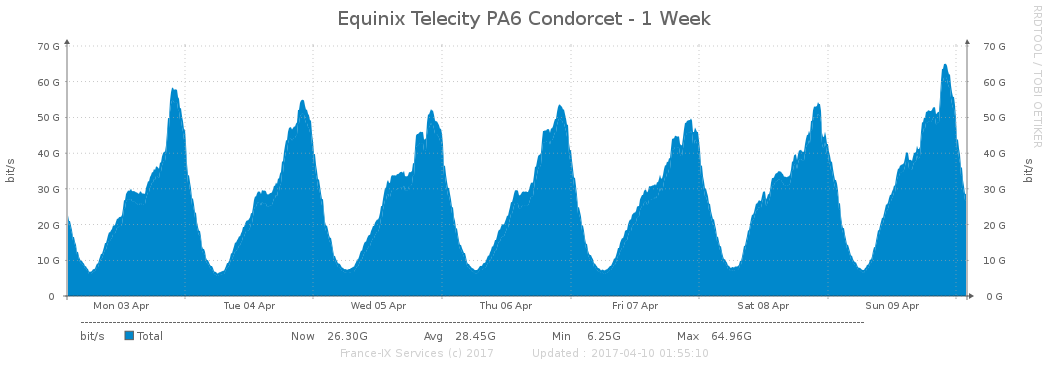 Equinix Telecity PA6 Condorcet - 1 Week
RRDTOOL / TOBI OETIKER
70 G 70 G
60 G 60 G
50 G 50 G
40 G 40 G
30 G 30 G
20 G 20 G
10 G 10 G
0 0 G
bit/s
bit/s
Mon 03 Apr Tue 04 Apr Wed 05 Apr Thu 06 Apr Fri 07 Apr Sat 08 Apr Sun 09 Apr
bit/s Total Now 26.30G Avg 28.45G Min 6.25G Max 64.96G
France-IX Services (c) 2017 Updated : 2017-04-10 01:55:10